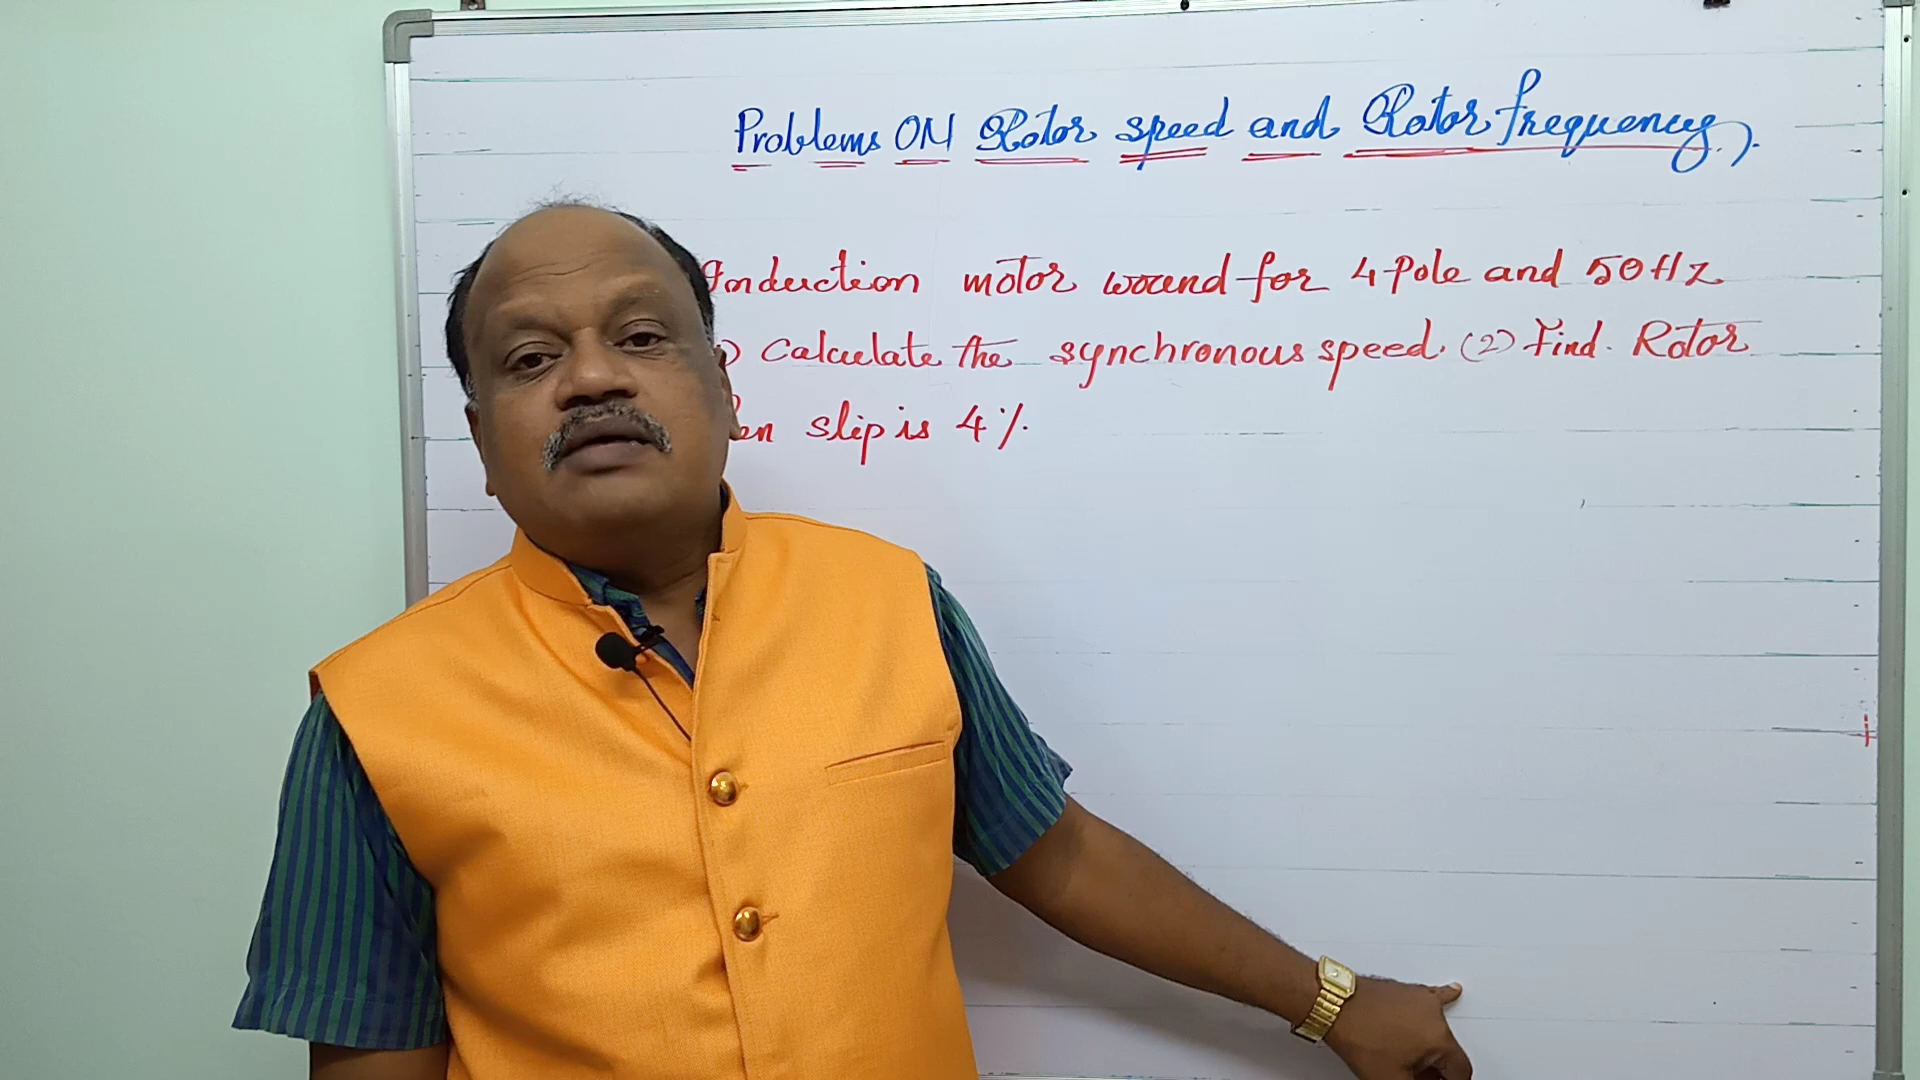 Problems ON Rotor speed and Rotor frequency).
Induction motor wound for 4 Pole and 50Hz
) Calculate the synchronous speed. (2) Find. Rotor
slip is 4%.